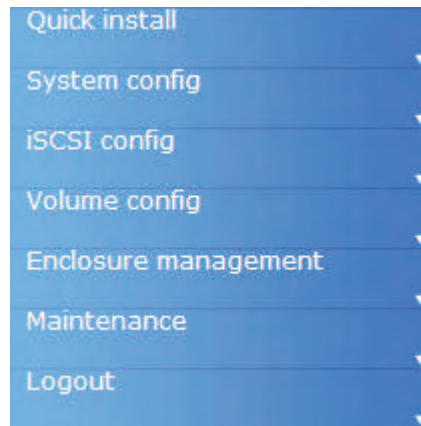 Quick install
System config
iSCSI config
Volume config
Enclosure management
Maintenance
Logout